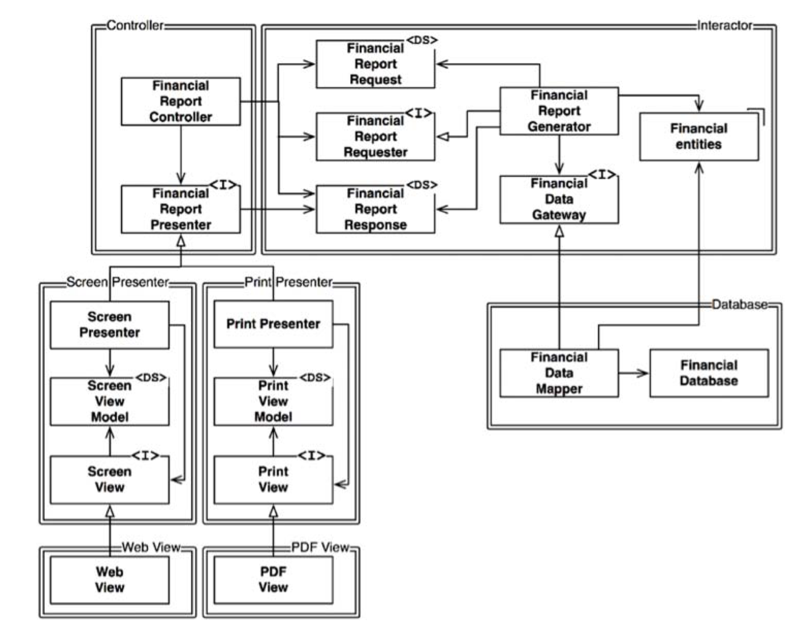 Controller
Interactor
Financial
Report
Controller
<I>
Financial
Report
Presenter
<DS>
Financial
Report
Request
<I>
Financial
Report
Requester
<DS>
Financial
Report
Response
Financial
Report
Generator
<I>
Financial
Data
Gateway
Financial
entities
Screen Presenter
Screen
Presenter
<DS>
Screen
View
Model
<I>
Screen
View
Print Presenter
Print Presenter
<DS>
Print
View
Model
<I>
Print
View
Database
Financial
Data
Mapper
Financial
Database
Web View
Web
View
PDF View
PDF
View